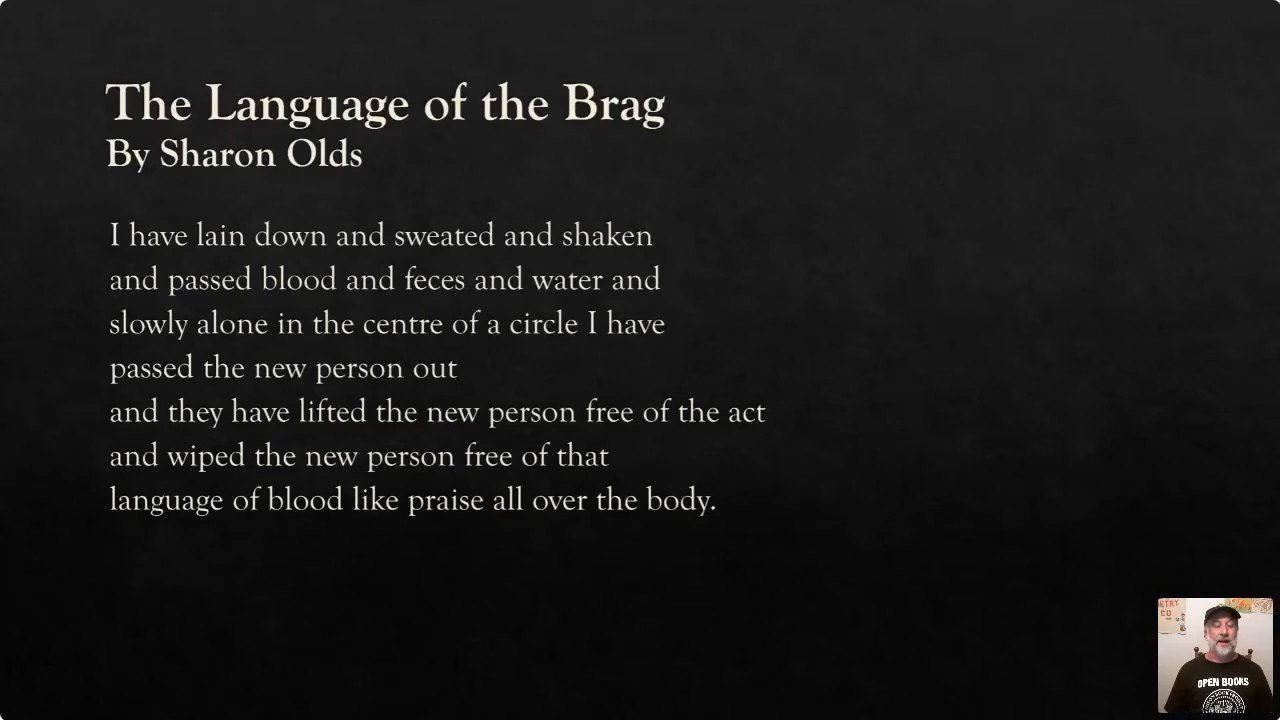 The Language of the Brag
By Sharon Olds
I have lain down and sweated and shaken
and passed blood and feces and water and
slowly alone in the centre of a circle I have
passed the new person out
and they have lifted the new person free of the act
and wiped the new person free of that
language of blood like praise all over the body.
ETRY
CD
OPEN BOOKS